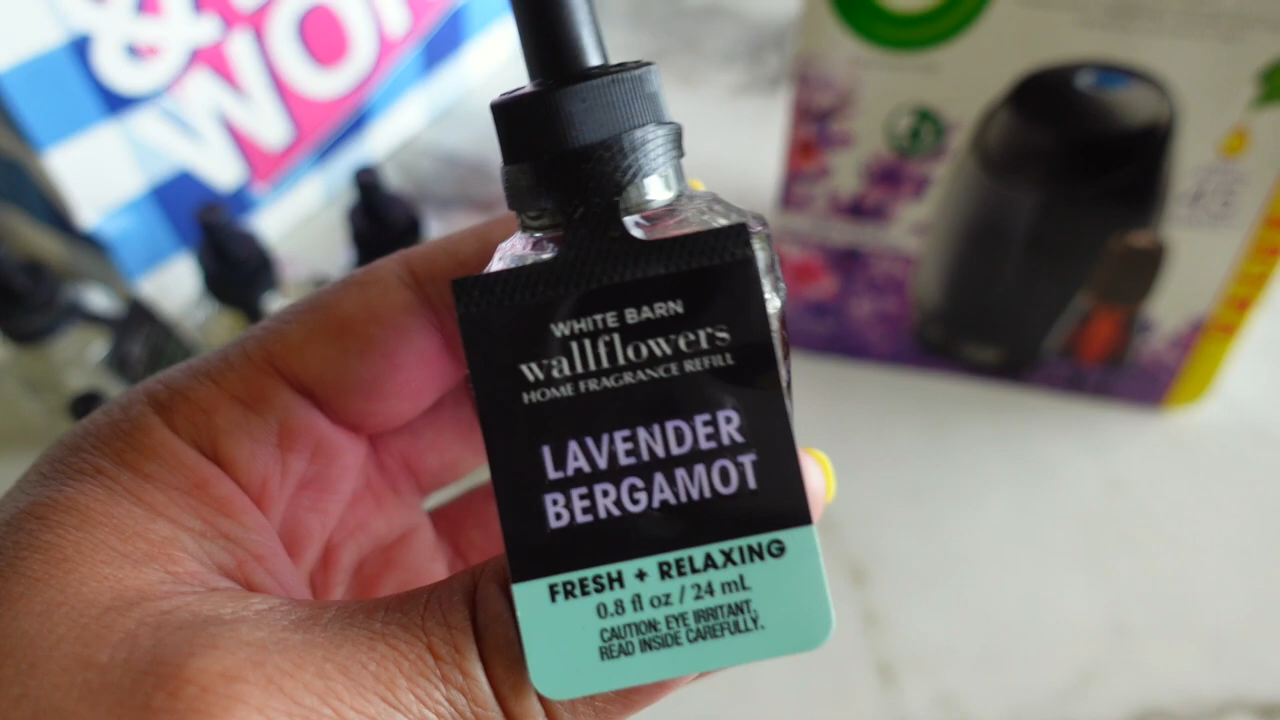 &
WOR
WHITE BARN
wallflowers
HOME FRAGRANCE REFILL
LAVENDER
BERGAMOT
FRESH + RELAXING
0.8 fl oz / 24 mL
CAUTION: EYE IRRITANT,
READ INSIDE CAREFULLY.